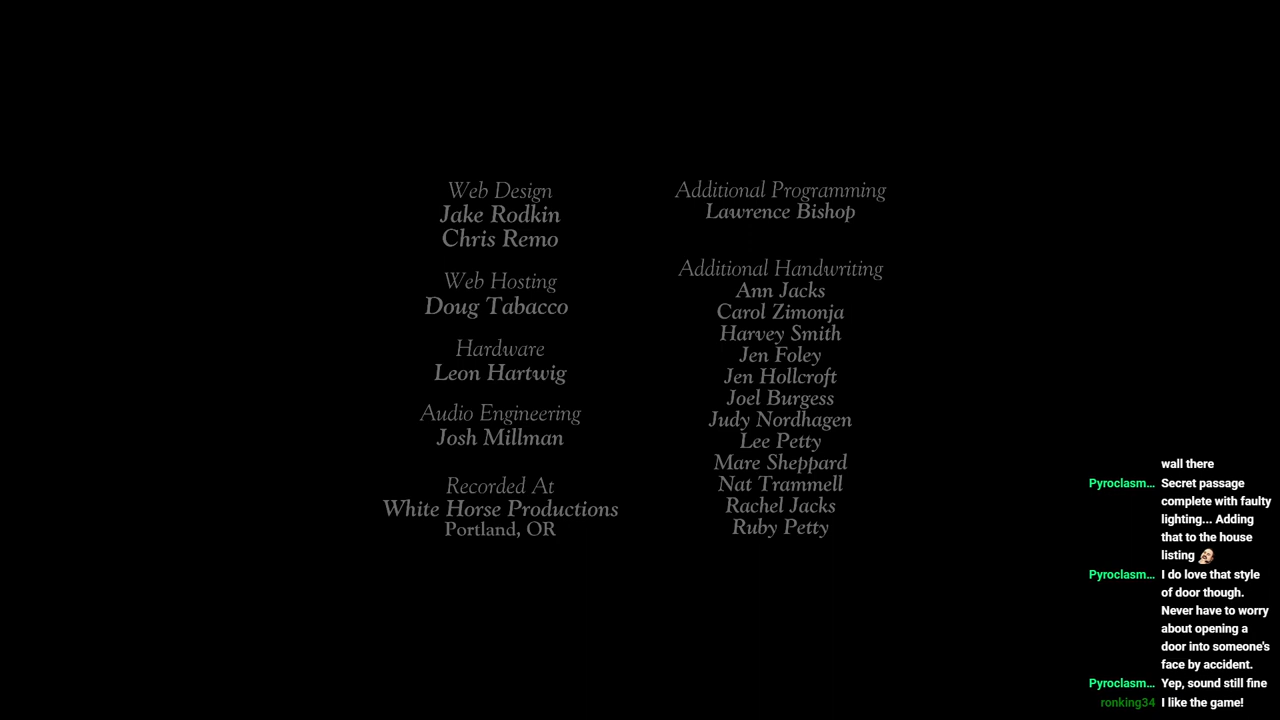 Web Design
Jake Rodkin
Chris Remo
Web Hosting
Doug Tabacco
Hardware
Leon Hartwig
Audio Engineering
Josh Millman
Recorded At
White Horse Productions
Portland, OR
Additional Programming
Lawrence Bishop
Additional Handwriting
Ann Jacks
Carol Zimonja
Harvey Smith
Jen Foley
Jen Hollcroft
Joel Burgess
Judy Nordhagen
Lee Petty
Mare Sheppard
Nat Trammell
Rachel Jacks
Ruby Petty
wall there
Pyroclasm... Secret passage
complete with faulty
lighting... Adding
that to the house
listing
Pyroclasm... I do love that style
of door though.
Never have to worry
about opening a
door into someone's
face by accident.
Pyroclasm... Yep, sound still fine
ronking34 I like the game!